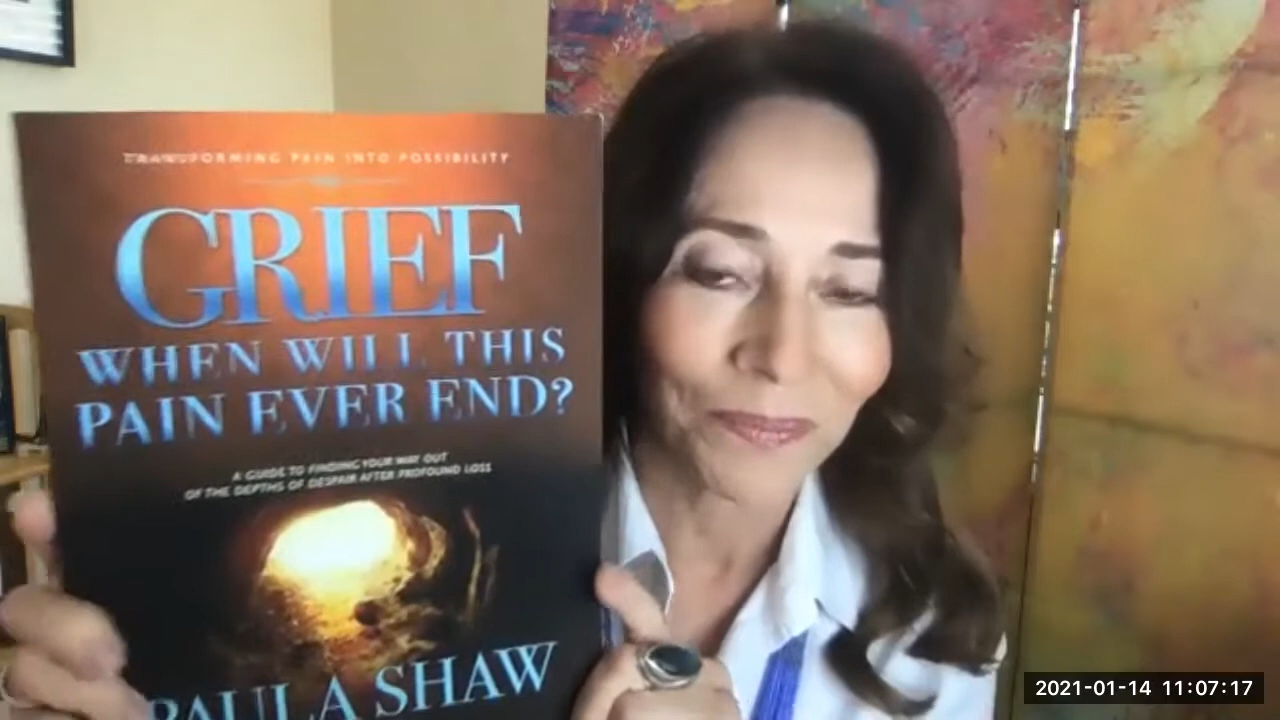 TRANSFORMING PAIN INTO POSSIBILITY
GRIEF
WHEN WILL THIS
PAIN EVER END?
A GUIDE TO FINDING YOUR WAY OUT
OF THE DEPTHS OF DESPAIR AFTER PROFOUND LOSS
PAULA SHAW
2021-01-14 11:07:17